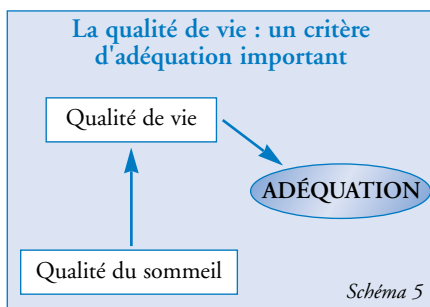 La qualité de vie : un critère
d'adéquation important
Qualité de vie
ADÉQUATION
Qualité du sommeil
Schéma 5